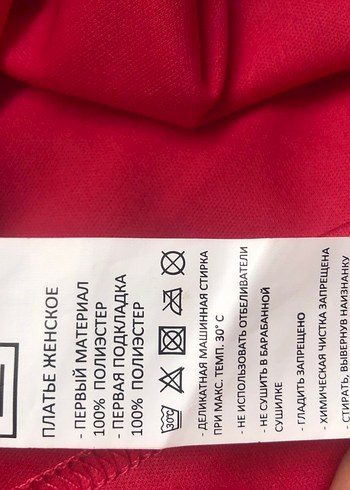 ПЛАТЬЕ ЖЕНСКОЕ
- ПЕРВЫЙ МАТЕРИАЛ
100% ПОЛИЭСТЕР
- ПЕРВАЯ ПОДКЛАДКА
100% ПОЛИЭСТЕР
30°C
- ДЕЛИКАТНАЯ МАШИННАЯ СТИРКА
ПРИ МАКС. ТЕМП. 30° С
- НЕ ИСПОЛЬЗОВАТЬ ОТБЕЛИВАТЕЛИ
- НЕ СУШИТЬ В БАРАБАННОЙ
СУШИЛКЕ
- ГЛАДИТЬ ЗАПРЕЩЕНО
- ХИМИЧЕСКАЯ ЧИСТКА ЗАПРЕЩЕНА
- СТИРАТЬ, ВЫВЕРНУВ НАИЗНАНКУ